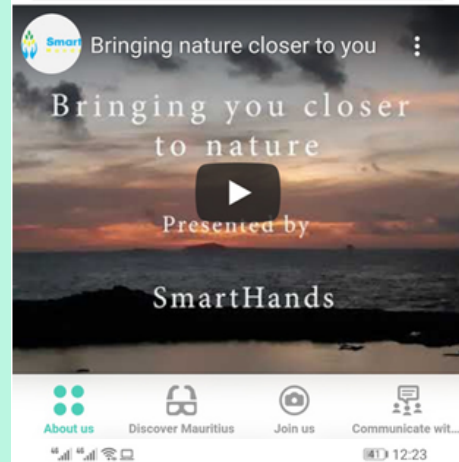 Smart
Bringing nature closer to you
Bringing you closer
to nature
Presented by
SmartHands
About us
Discover Mauritius
Join us
Communicate wit...
41 12:23